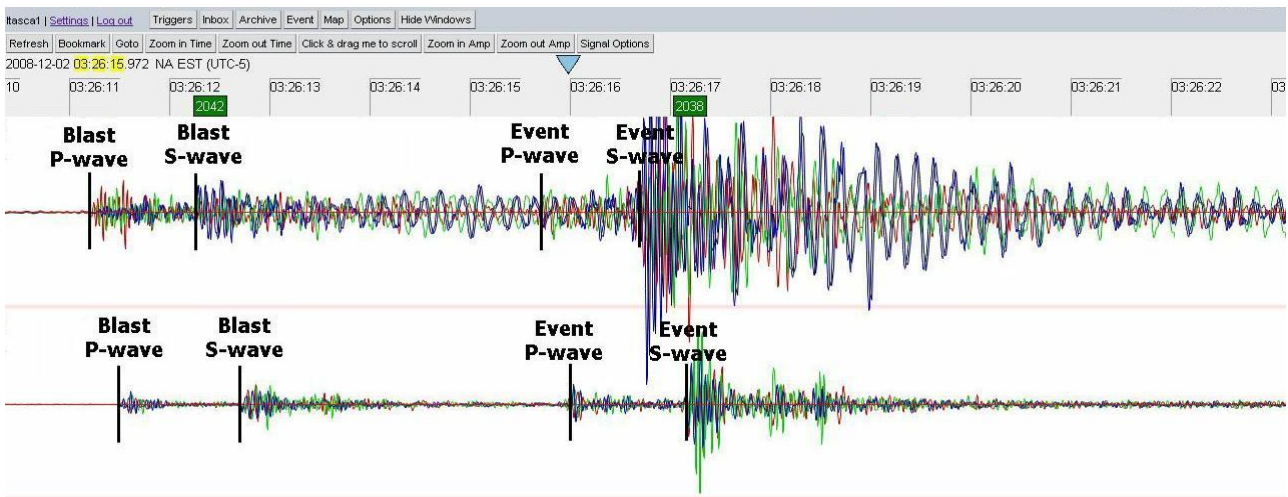 ltasca1 | Settings | Log out Triggers Inbox Archive Event Map Options Hide Windows
Refresh Bookmark Goto Zoom in Time Zoom out Time Click & drag me to scroll Zoom in Amp Zoom out Amp Signal Options
2008-12-02 03:26:15.972 NA EST (UTC-5)
10 03:26:11 03:26:12 03:26:13 03:26:14 03:26:15 03:26:16 03:26:17 03:26:18 03:26:19 03:26:20 03:26:21 03:26:22 03
2042 2038
Blast Blast Event Event
P-wave S-wave P-wave S-wave
Blast Blast Event Event
P-wave S-wave P-wave S-wave